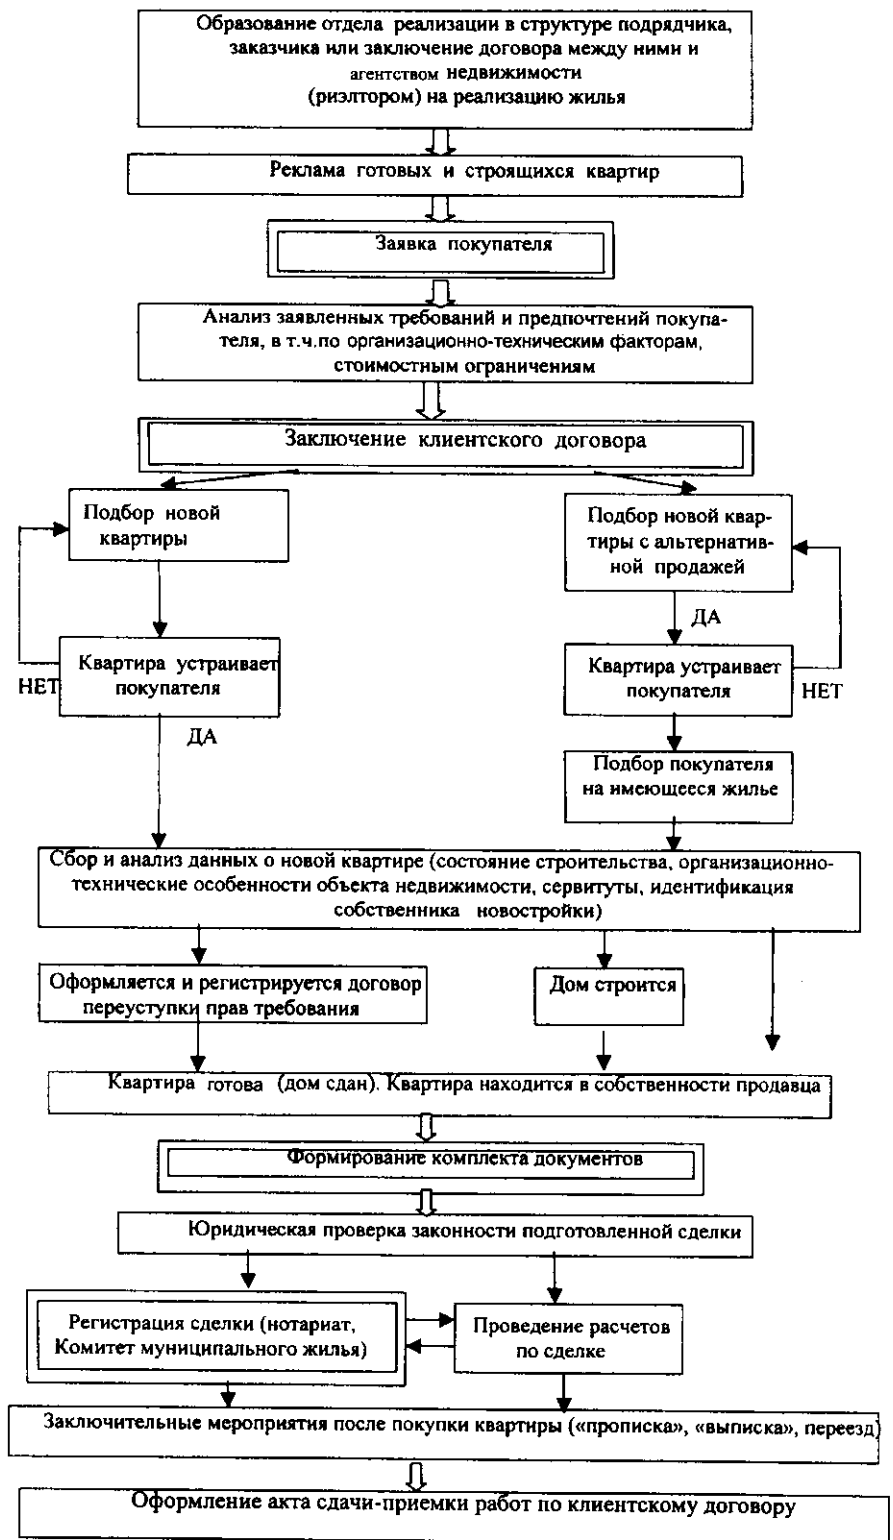 Образование отдела реализации в структуре подрядчика,
заказчика или заключение договора между ними и
агентством недвижимости
(риэлтором) на реализацию жилья
Реклама готовых и строящихся квартир
Заявка покупателя
Анализ заявленных требований и предпочтений покупа-
теля, в т.ч.по организационно-техническим факторам,
стоимостным ограничениям
Заключение клиентского договора
Подбор новой
квартиры
Подбор новой квар-
тиры с альтернатив-
ной продажей
ДА
Квартира устраивает
покупателя
НЕТ
Квартира устраивает
покупателя
НЕТ
ДА
Подбор покупателя
на имеющееся жилье
Сбор и анализ данных о новой квартире (состояние строительства, организационно-
технические особенности объекта недвижимости, сервитуты, идентификация
собственника новостройки)
Оформляется и регистрируется договор
переуступки прав требования
Дом строится
Квартира готова (дом сдан). Квартира находится в собственности продавца
Формирование комплекта документов
Юридическая проверка законности подготовленной сделки
Регистрация сделки (нотариат,
Комитет муниципального жилья)
Проведение расчетов
по сделке
Заключительные мероприятия после покупки квартиры («прописка», «выписка», переезд)
Оформление акта сдачи-приемки работ по клиентскому договору